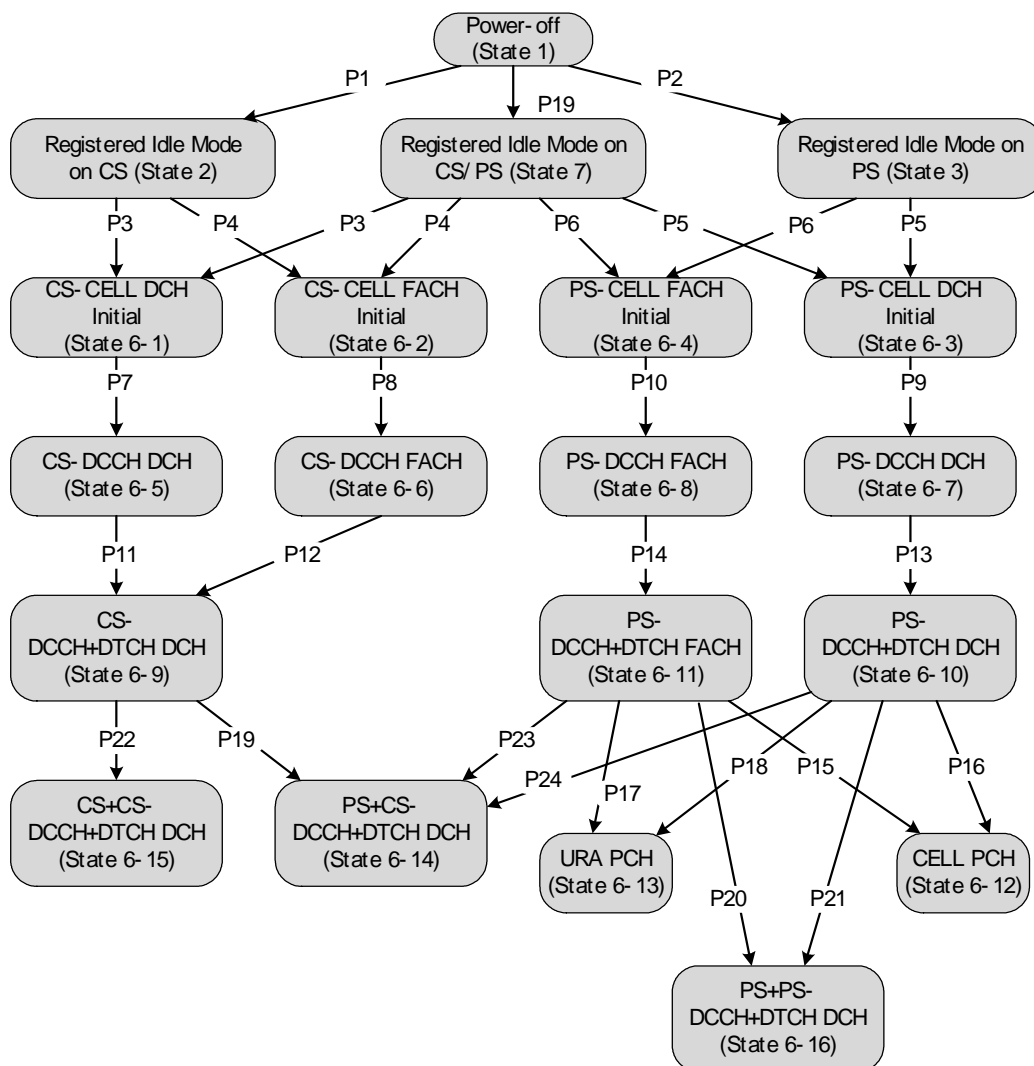 Power-off
(State 1)
P1
P19
P2
Registered Idle Mode
on CS (State 2)
Registered Idle Mode on
CS/ PS (State 7)
Registered Idle Mode on
PS (State 3)
P3
P4
P3
P4
P6
P5
P6
P5
CS- CELL DCH
Initial
(State 6- 1)
CS- CELL FACH
Initial
(State 6- 2)
PS- CELL FACH
Initial
(State 6- 4)
PS- CELL DCH
Initial
(State 6- 3)
P7
P8
P10
P9
CS- DCCH DCH
(State 6- 5)
CS- DCCH FACH
(State 6- 6)
PS- DCCH FACH
(State 6- 8)
PS- DCCH DCH
(State 6- 7)
P11
P12
P14
P13
CS-
DCCH+DTCH DCH
(State 6- 9)
PS-
DCCH+DTCH FACH
(State 6- 11)
PS-
DCCH+DTCH DCH
(State 6- 10)
P22
P19
P23
P24
P17
P18
P15
P16
CS+CS-
DCCH+DTCH DCH
(State 6- 15)
PS+CS-
DCCH+DTCH DCH
(State 6- 14)
URA PCH
(State 6- 13)
CELL PCH
(State 6- 12)
P20
P21
PS+PS-
DCCH+DTCH DCH
(State 6- 16)